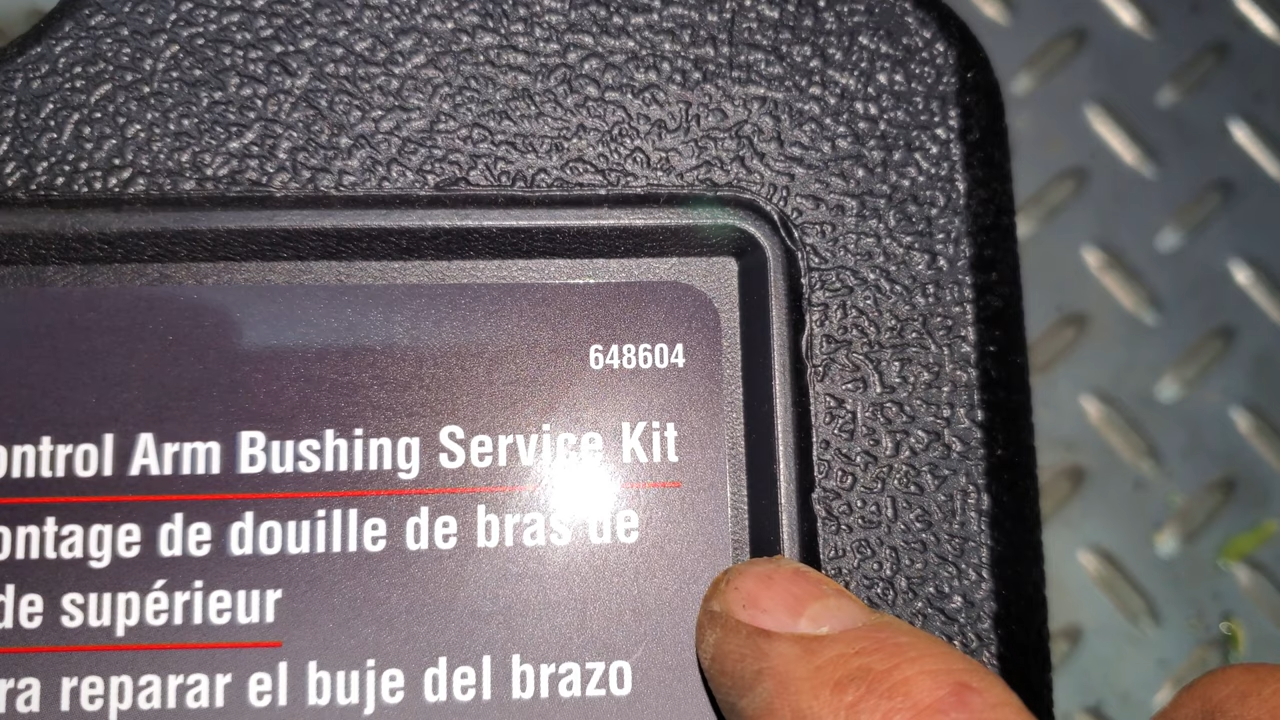 648604
ontrol Arm Bushing Service Kit
ontage de douille de bras de
de supérieur
ra reparar el buje del brazo